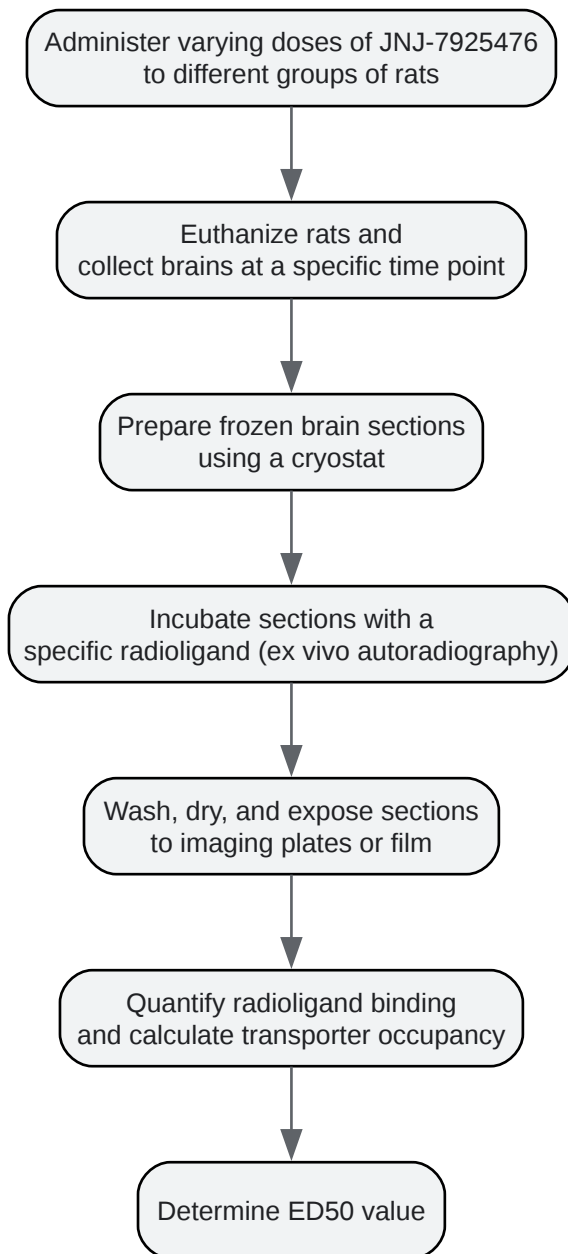 Administer varying doses of JNJ-7925476
to different groups of rats
Euthanize rats and
collect brains at a specific time point
Prepare frozen brain sections
using a cryostat
Incubate sections with a
specific radioligand (ex vivo autoradiography)
Wash, dry, and expose sections
to imaging plates or film
Quantify radioligand binding
and calculate transporter occupancy
Determine ED50 value